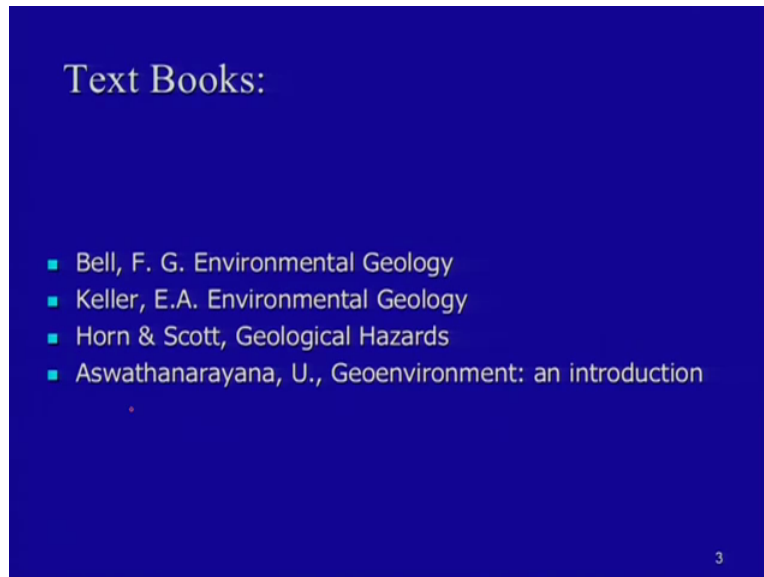 Text Books:
Bell, F. G. Environmental Geology
Keller, E.A. Environmental Geology
Horn & Scott, Geological Hazards
Aswathanarayana, U., Geoenvironment: an introduction
3